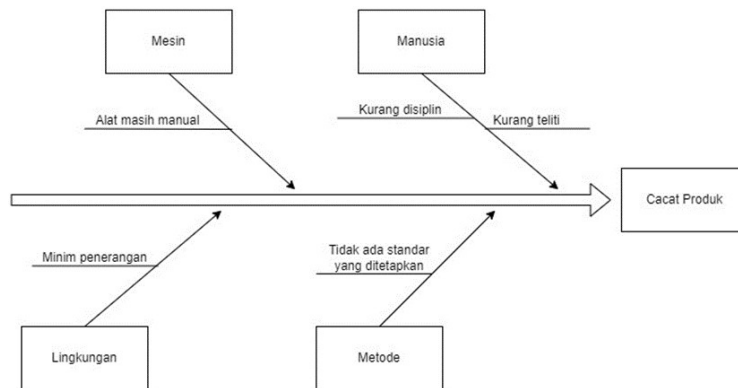 Mesin
Manusia
Alat masih manual
Kurang disiplin
Kurang teliti
Cacat Produk
Minim penerangan
Tidak ada standar
yang ditetapkan
Lingkungan
Metode